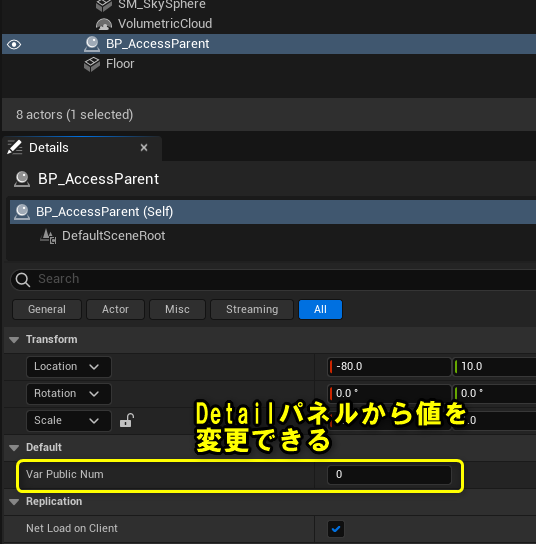 SM_SkySphere
VolumetricCloud
BP_AccessParent
Floor
8 actors (1 selected)
Details ×
BP_AccessParent
BP_AccessParent (Self)
DefaultSceneRoot
Search
General Actor Misc Streaming All
Transform
Location -80.0 10.0
Rotation 0.0 ° 0.0 °
Scale .0
Detailパネルから値を
変更できる
Default
Var Public Num 0
Replication
Net Load on Client